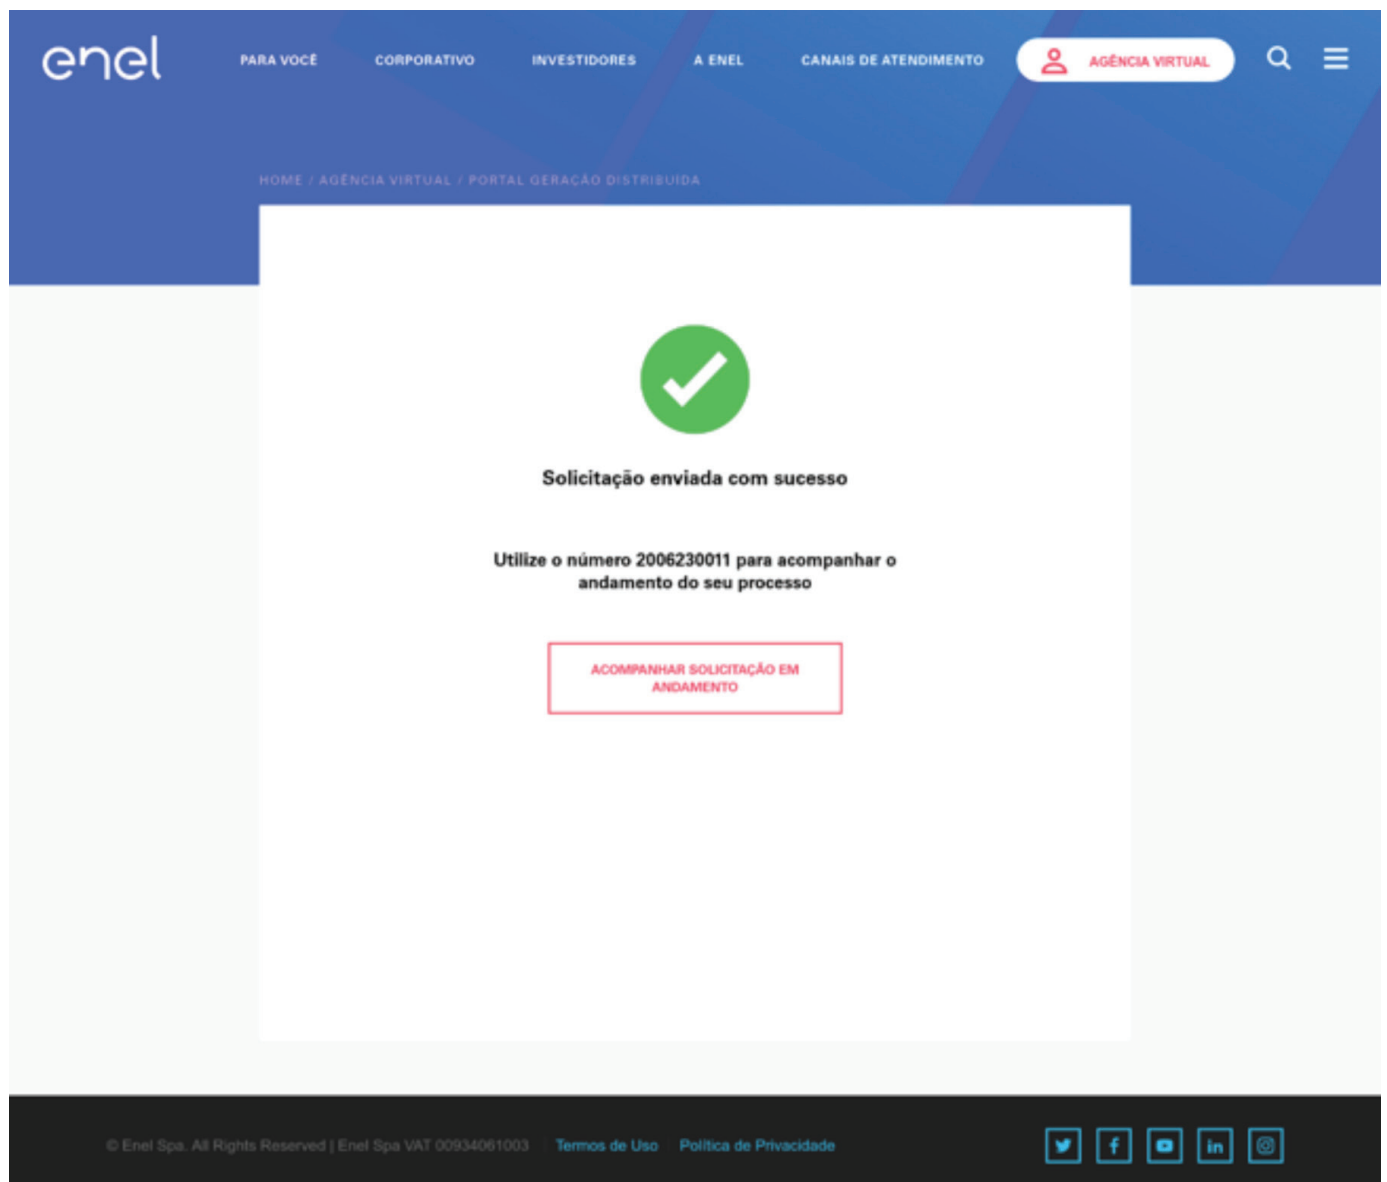 enel
PARA VOCÊ CORPORATIVO INVESTIDORES A ENEL CANAIS DE ATENDIMENTO AGÊNCIA VIRTUAL
HOME / AGÊNCIA VIRTUAL / PORTAL GERAÇÃO DISTRIBUIDA
Solicitação enviada com sucesso
Utilize o número 2006230011 para acompanhar o
andamento do seu processo
ACOMPANHAR SOLICITAÇÃO EM
ANDAMENTO
© Enel Spa. All Rights Reserved | Enel Spa VAT 00934061003 Termos de Uso Política de Privacidade